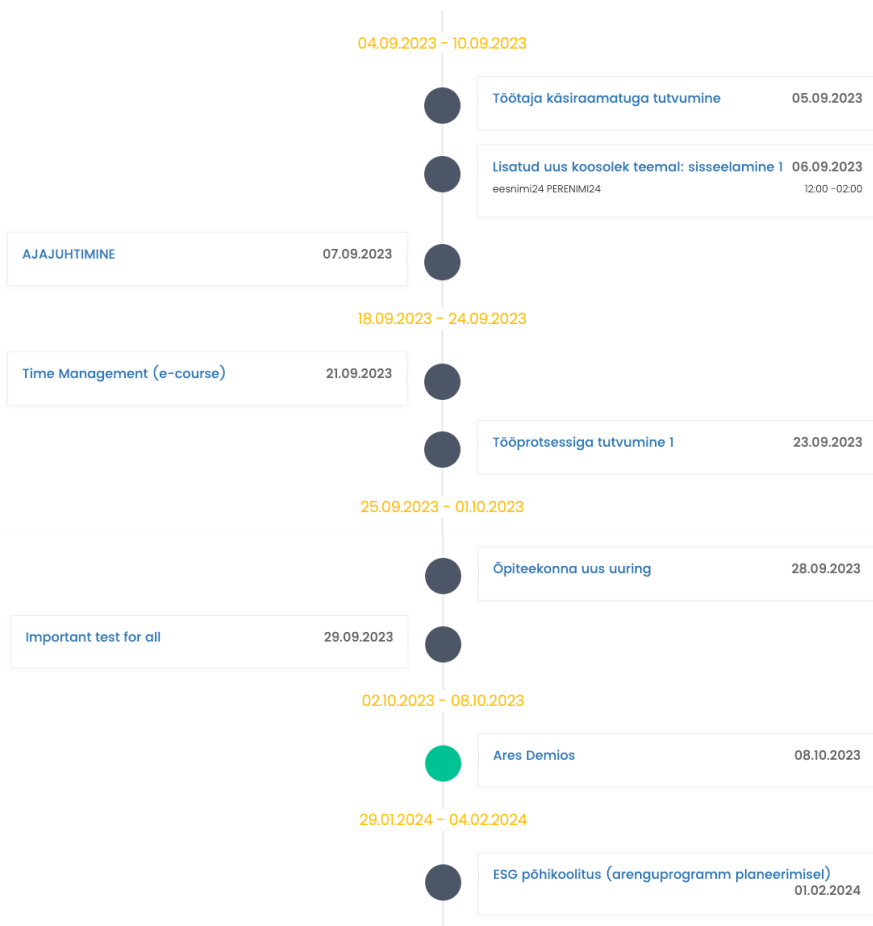 04.09.2023 - 10.09.2023
Töötaja käsiraamatuga tutvumine 05.09.2023
Lisatud uus koosolek teemal: sisseelamine 1 06.09.2023
eesnimi24 PERENIMI24 12:00 -02:00
AJAJUHTIMINE 07.09.2023
18.09.2023 - 24.09.2023
Time Management (e-course) 21.09.2023
Tööprotsessiga tutvumine 1 23.09.2023
25.09.2023 - 01.10.2023
Õpiteekonna uus uuring 28.09.2023
Important test for all 29.09.2023
02.10.2023 - 08.10.2023
Ares Demios 08.10.2023
29.01.2024 - 04.02.2024
ESG põhikoolitus (arenguprogramm planeerimisel)
01.02.2024